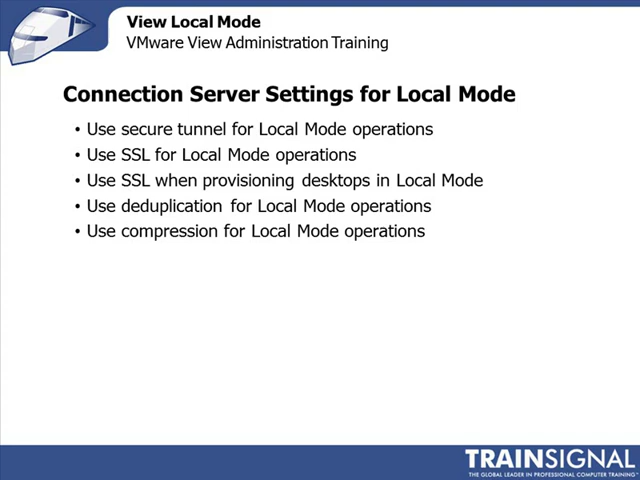 View Local Mode
VMware View Administration Training
Connection Server Settings for Local Mode
• Use secure tunnel for Local Mode operations
• Use SSL for Local Mode operations
• Use SSL when provisioning desktops in Local Mode
• Use deduplication for Local Mode operations
• Use compression for Local Mode operations
TRAINSIGNAL
THE GLOBAL LEADER IN PROFESSIONAL COMPUTER TRAINING™